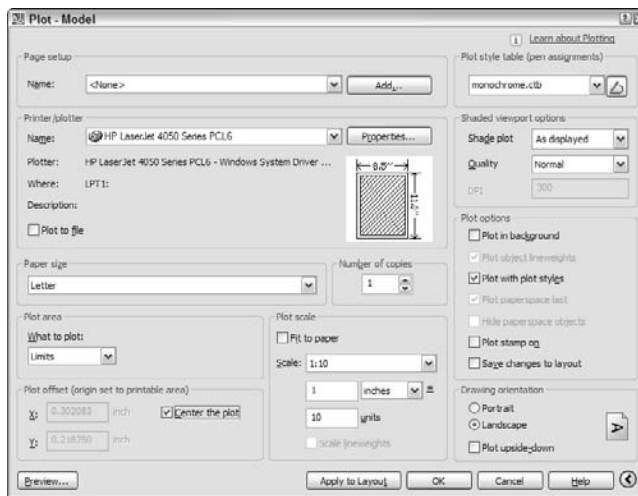 Plot - Model
Learn about Plotting
Page setup
Name: <None> Add...
Plot style table (pen assignments)
monochrome.ctb
Printer/plotter
Name: HP LaserJet 4050 Series PCL6 Properties...
Plotter: HP LaserJet 4050 Series PCL6 - Windows System Driver ...
Where: LPT1:
Description:
Plot to file
8.5"
11.0"
Shaded viewport options
Shade plot As displayed
Quality Normal
DPI 300
Paper size
Letter
Number of copies
1
Plot options
Plot in background
Plot object lineweights
Plot with plot styles
Plot paperspace last
Hide paperspace objects
Plot stamp on
Save changes to layout
Plot area
What to plot:
Limits
Plot scale
Fit to paper
Scale: 1:10
1 inches =
10 units
Scale lineweights
Plot offset (origin set to printable area)
X: 0.302083 inch Center the plot
Y: 0.218750 inch
Drawing orientation
Portrait
Landscape
Plot upside-down
A
Preview... Apply to Layout OK Cancel Help